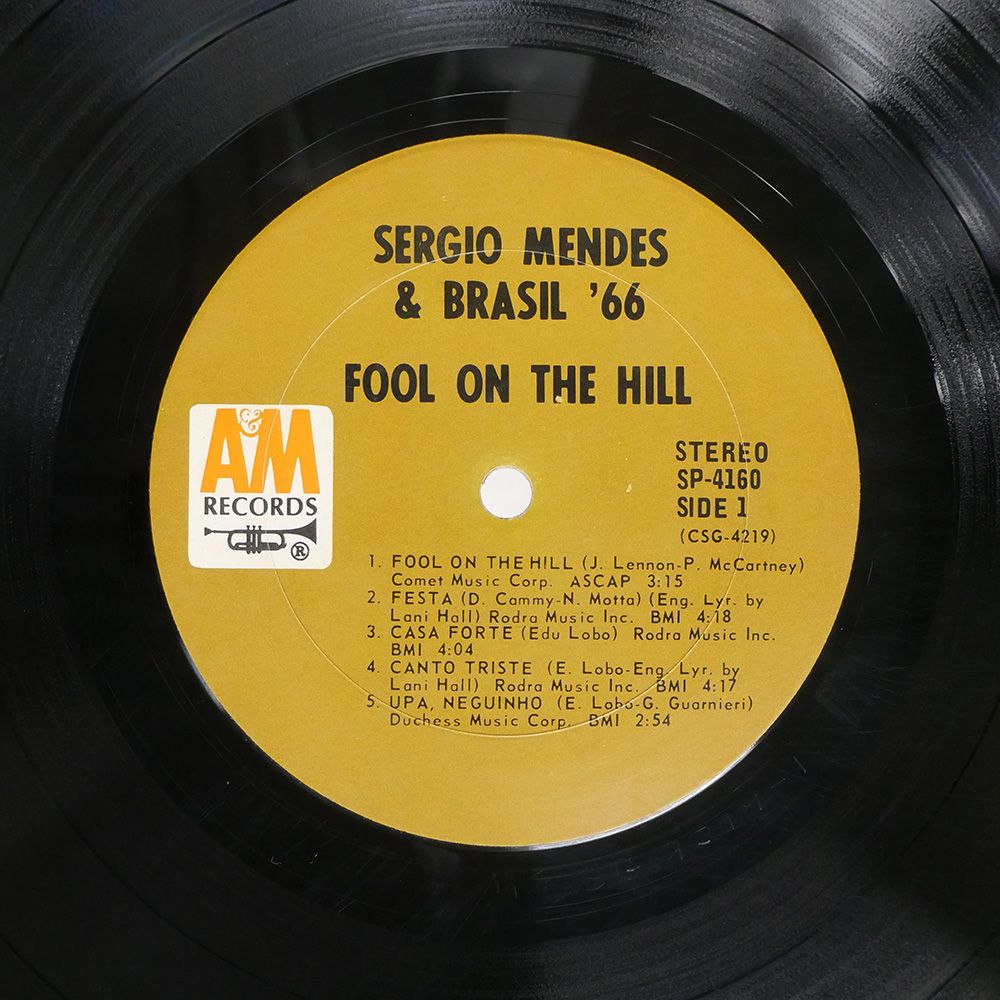 SERGIO MENDES
& BRASIL '66
FOOL ON THE HILL
A&M
RECORDS
®
STEREO
SP-4160
SIDE 1
(CSG-4219)
1. FOOL ON THE HILL (J. Lennon-P. McCartney)
Comet Music Corp. ASCAP 3:15
2. FESTA (D. Cammy-N. Motta) (Eng. Lyr. by
Lani Hall) Rodra Music Inc. BMI 4:18
3. CASA FORTE (Edu Lobo) Rodra Music Inc.
BMI 4:04
4. CANTO TRISTE (E. Lobo-Eng. Lyr. by
Lani Hall) Rodra Music Inc. BMI 4:17
5. UPA, NEGUINHO (E. Lobo-G. Guarnieri)
Duchess Music Corp. BMI 2:54